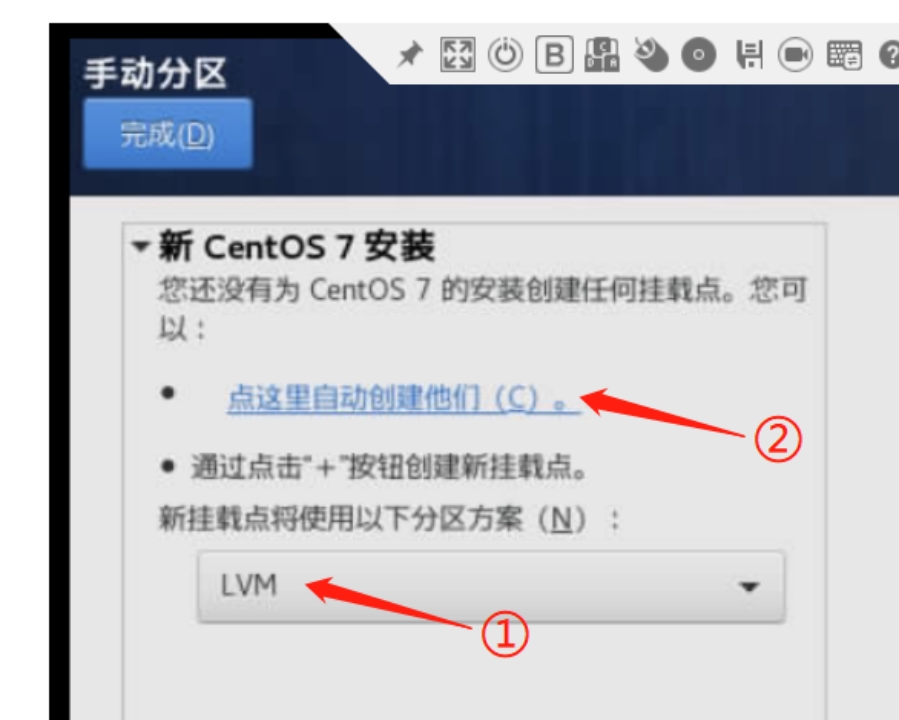 手动分区
B
完成(D)
新 CentOS 7 安装
您还没有为 CentOS 7 的安装创建任何挂载点。您可
以：
• 点这里自动创建他们（C）。
②
• 通过点击“+”按钮创建新挂载点。
新挂载点将使用以下分区方案（N）：
LVM
①